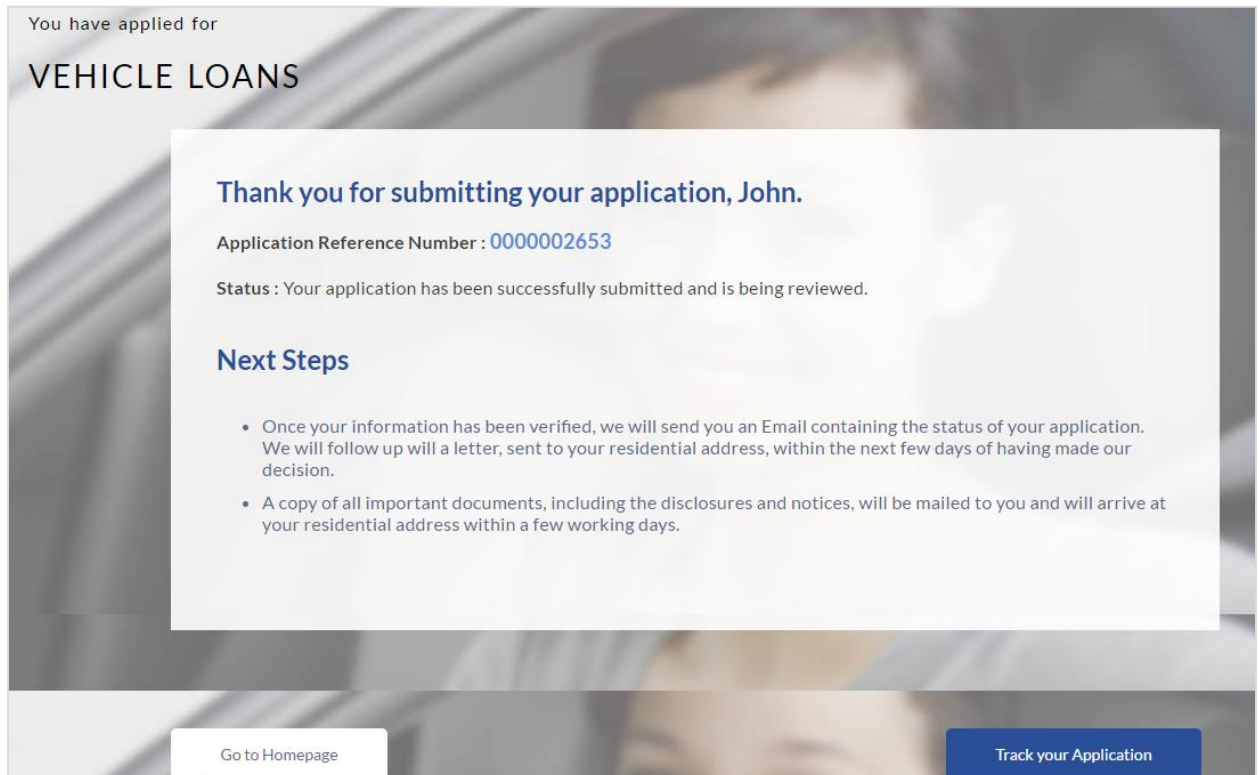 You have applied for
VEHICLE LOANS
Thank you for submitting your application, John.
Application Reference Number : 0000002653
Status : Your application has been successfully submitted and is being reviewed.
Next Steps
• Once your information has been verified, we will send you an Email containing the status of your application.
We will follow up will a letter, sent to your residential address, within the next few days of having made our
decision.
• A copy of all important documents, including the disclosures and notices, will be mailed to you and will arrive at
your residential address within a few working days.
Go to Homepage
Track your Application